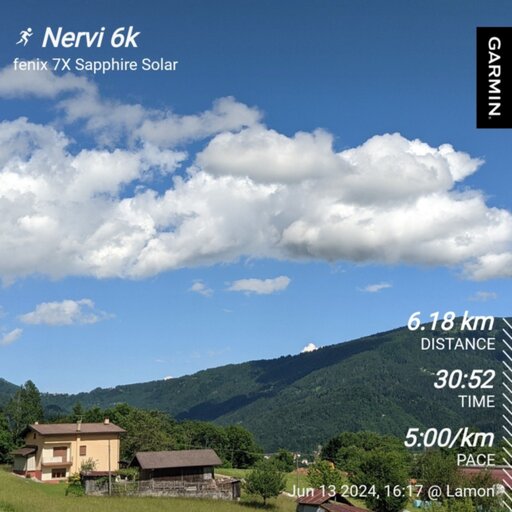 Nervi 6k
fenix 7X Sapphire Solar
GARMIN
6.18 km
DISTANCE
30:52
TIME
5:00/km
PACE
Jun 13 2024, 16:17 @ Lamon